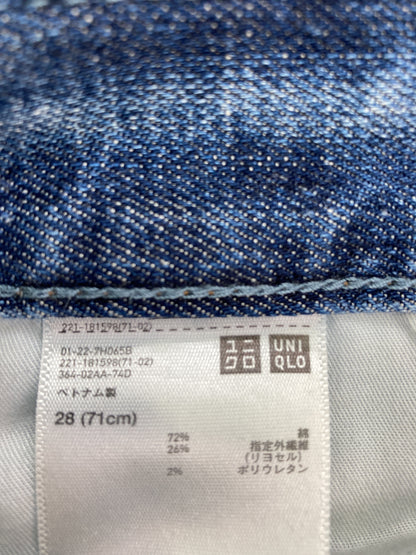 221-181598(71-02)
01-22-7H065B
221-181598(71-02)
364-02AA-74D
ユニ
クロ
UNI
QLO
ベトナム製
28 (71cm)
72% 綿
26% 指定外繊維
(リヨセル)
2% ポリウレタン